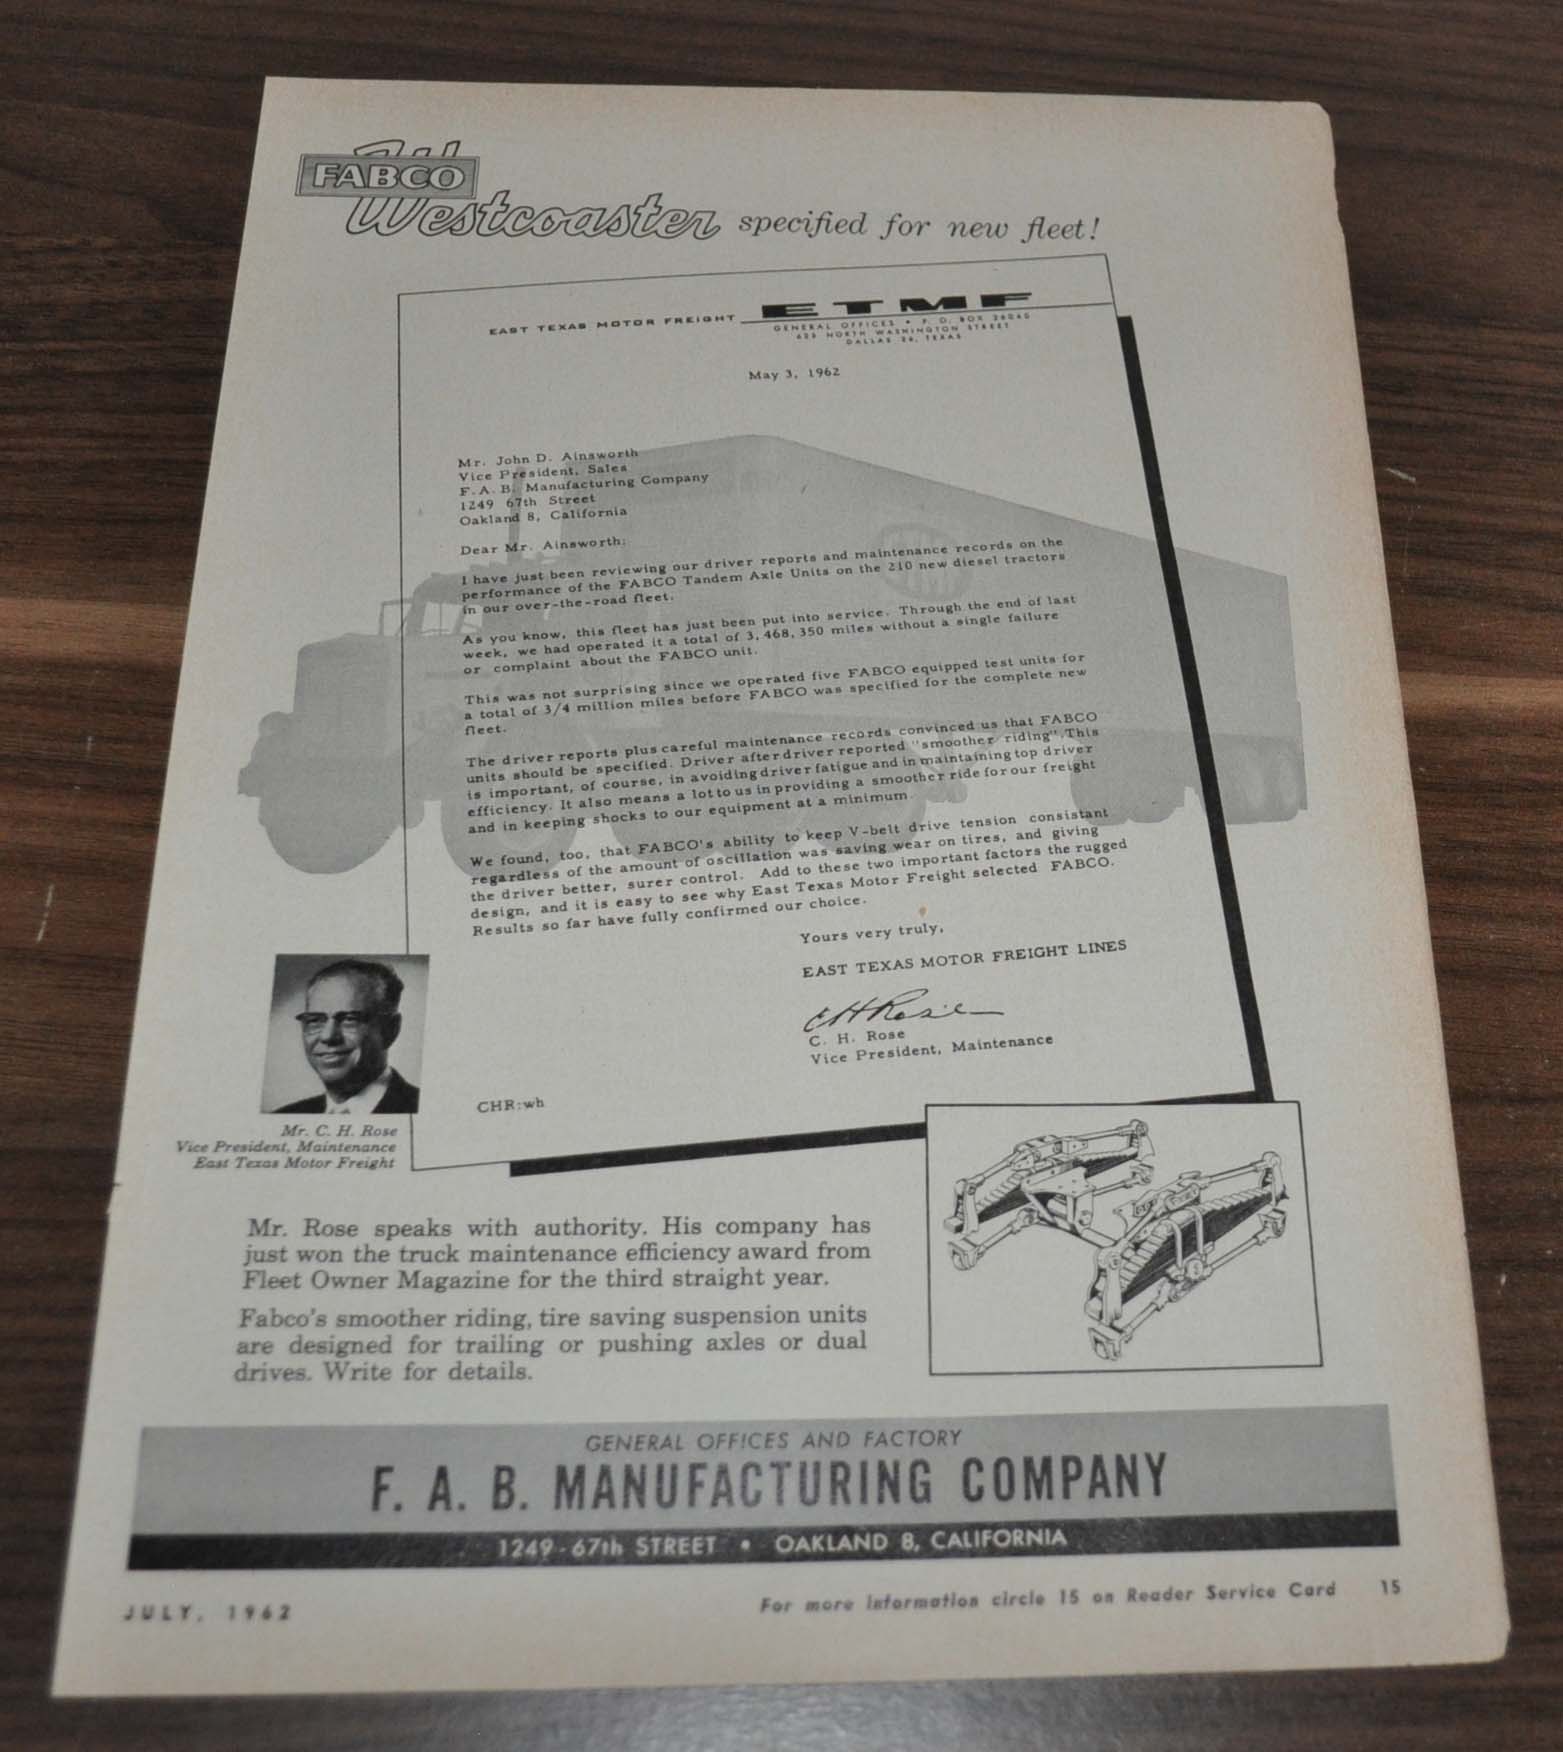 FABCO
Westcoaster specified for new fleet!
EAST TEXAS MOTOR FREIGHT ETMF
GENERAL OFFICES • P. O. BOX 26060
623 NORTH WASHINGTON STREET
DALLAS 26, TEXAS
May 3, 1962
Mr. John D. Ainsworth
Vice President, Sales
F.A.B. Manufacturing Company
1249 67th Street
Oakland 8, California
Dear Mr. Ainsworth:
I have just been reviewing our driver reports and maintenance records on the
performance of the FABCO Tandem Axle Units on the 210 new diesel tractors
in our over-the-road fleet.
As you know, this fleet has just been put into service. Through the end of last
week, we had operated it a total of 3,468,350 miles without a single failure
or complaint about the FABCO unit.
This was not surprising since we operated five FABCO equipped test units for
a total of 3/4 million miles before FABCO was specified for the complete new
fleet.
The driver reports plus careful maintenance records convinced us that FABCO
units should be specified. Driver after driver reported "smoother riding". This
is important, of course, in avoiding driver fatigue and in maintaining top driver
efficiency. It also means a lot to us in providing a smoother ride for our freight
and in keeping shocks to our equipment at a minimum.
We found, too, that FABCO's ability to keep V-belt drive tension consistant
regardless of the amount of oscillation was saving wear on tires, and giving
the driver better, surer control. Add to these two important factors the rugged
design, and it is easy to see why East Texas Motor Freight selected FABCO.
Results so far have fully confirmed our choice.
Yours very truly,
EAST TEXAS MOTOR FREIGHT LINES
C H Rose
C. H. Rose
Vice President, Maintenance
CHR:wh
Mr. C. H. Rose
Vice President, Maintenance
East Texas Motor Freight
Mr. Rose speaks with authority. His company has
just won the truck maintenance efficiency award from
Fleet Owner Magazine for the third straight year.
Fabco's smoother riding, tire saving suspension units
are designed for trailing or pushing axles or dual
drives. Write for details.
GENERAL OFFICES AND FACTORY
F. A. B. MANUFACTURING COMPANY
1249-67th STREET • OAKLAND 8, CALIFORNIA
JULY, 1962
For more information circle 15 on Reader Service Card 15